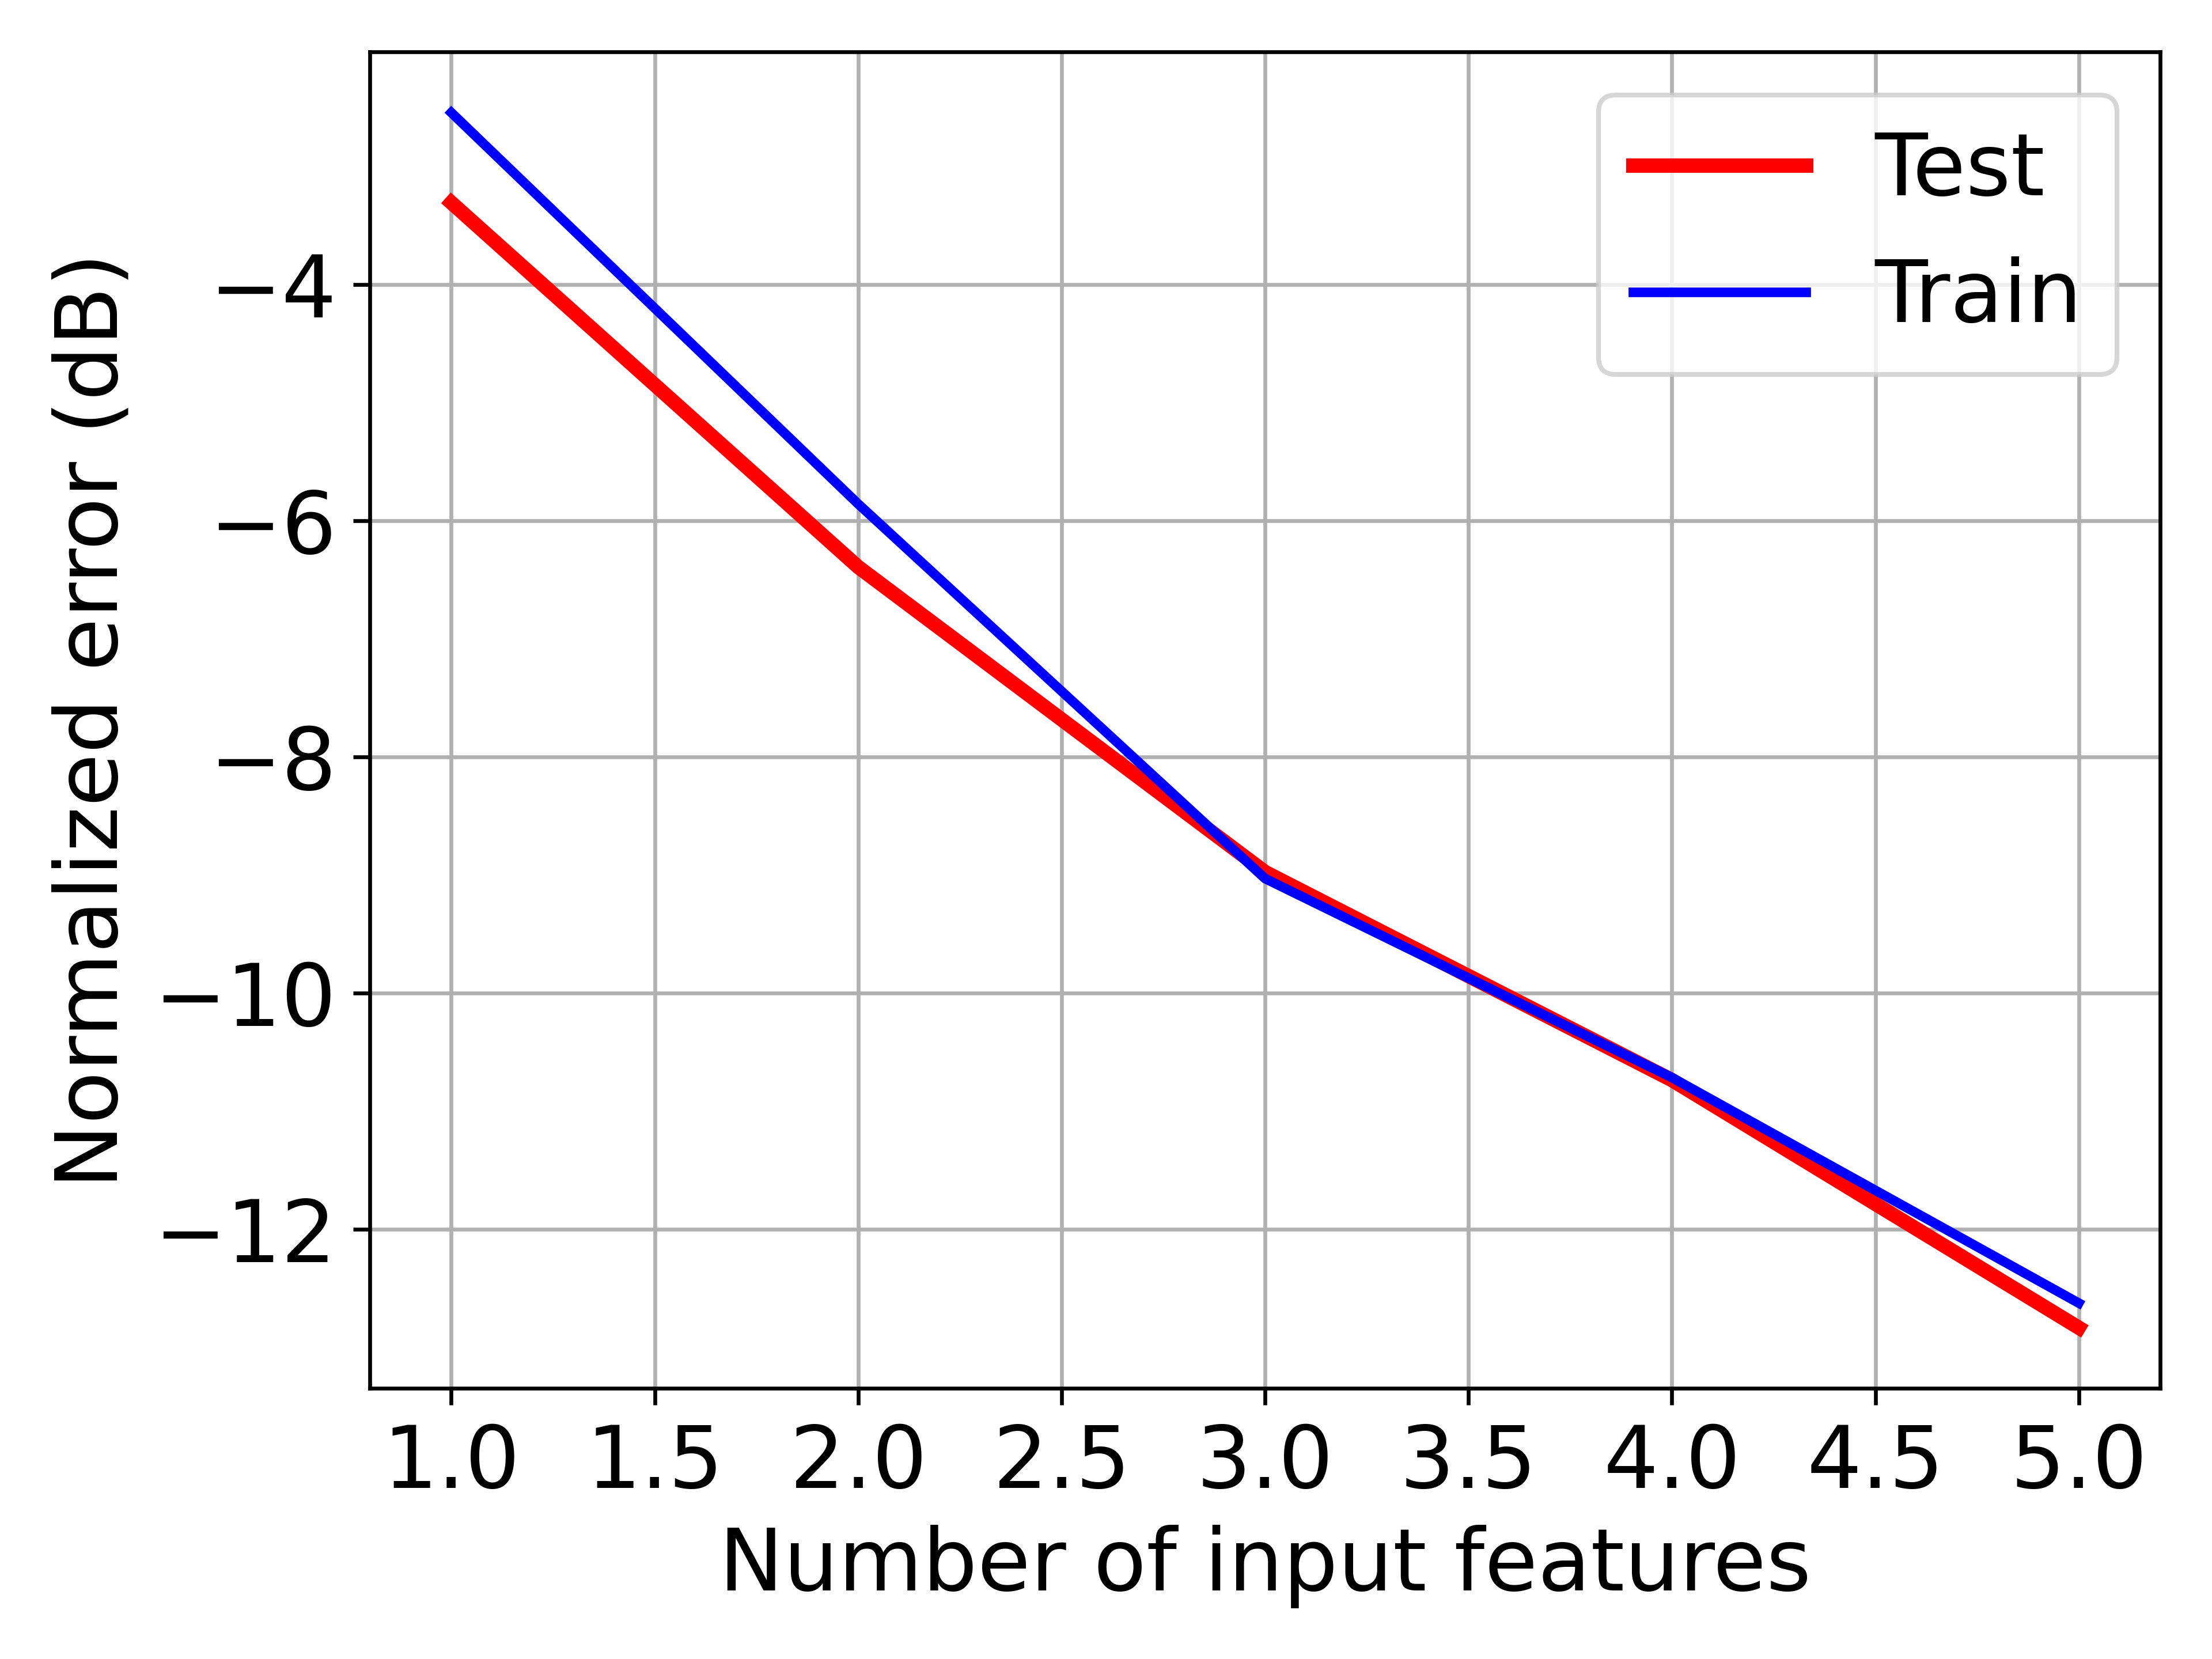 Test
Train
Normalized error (dB)
−4
−6
−8
−10
−12
1.0 1.5 2.0 2.5 3.0 3.5 4.0 4.5 5.0
Number of input features